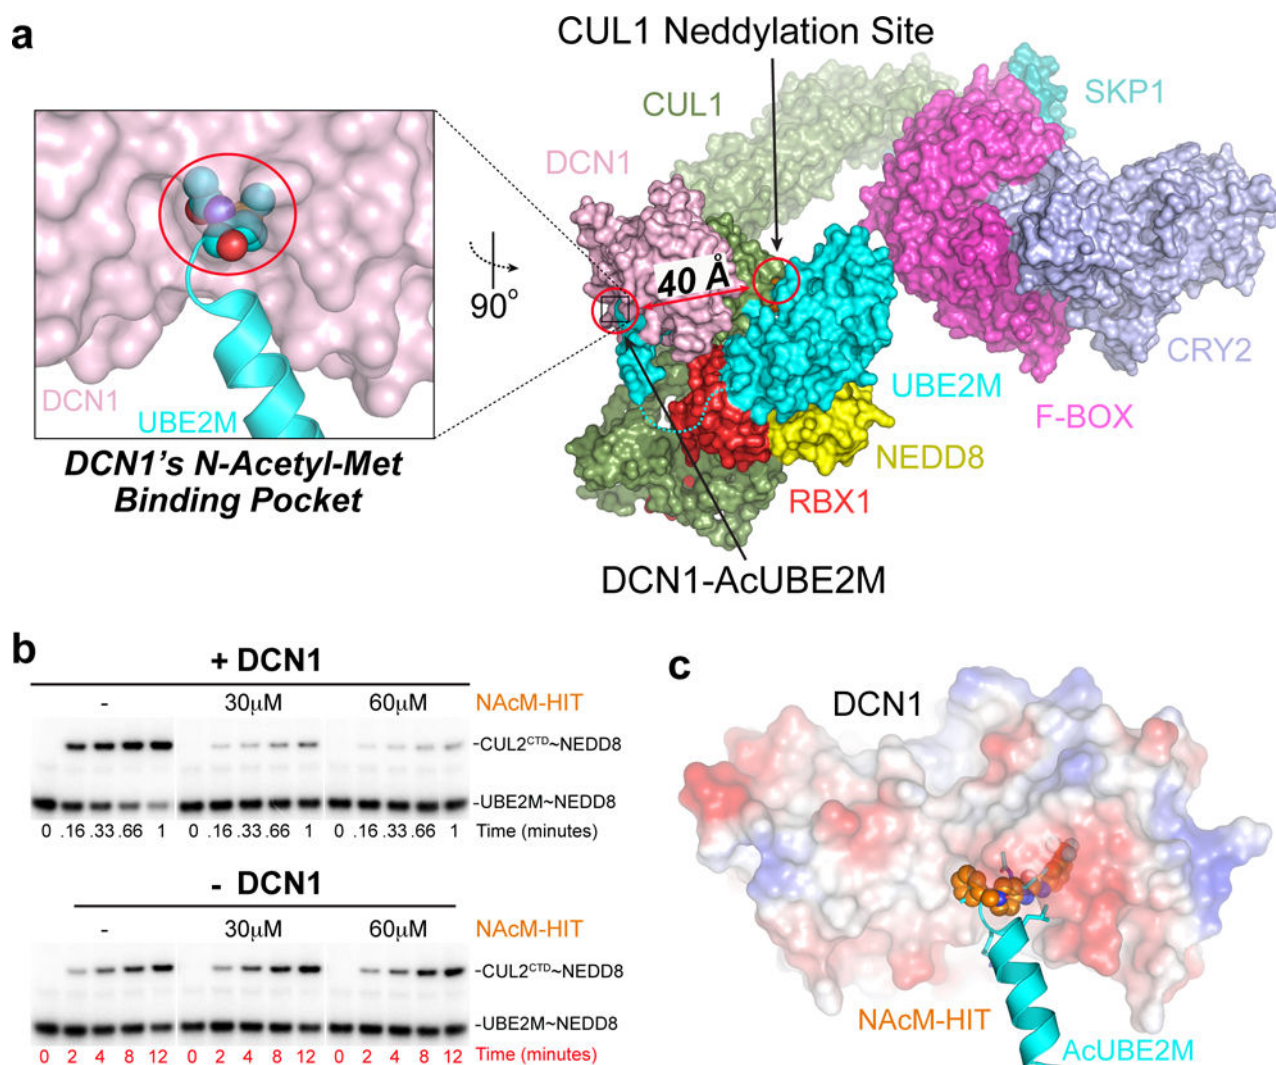 a
CUL1 Neddylation Site
CUL1
SKP1
DCN1
40 Å
90°
CRY2
DCN1
UBE2M
UBE2M
F-BOX
NEDD8
DCN1's N-Acetyl-Met
Binding Pocket
RBX1
DCN1-AcUBE2M
b
+ DCN1
- 30μM 60μM NAcM-HIT
-CUL2CTD~NEDD8
-UBE2M~NEDD8
0 .16 .33 .66 1 0 .16 .33 .66 1 0 .16 .33 .66 1 Time (minutes)
- DCN1
- 30μM 60μM NAcM-HIT
-CUL2CTD~NEDD8
-UBE2M~NEDD8
0 2 4 8 12 0 2 4 8 12 0 2 4 8 12 Time (minutes)
c
DCN1
NAcM-HIT
AcUBE2M